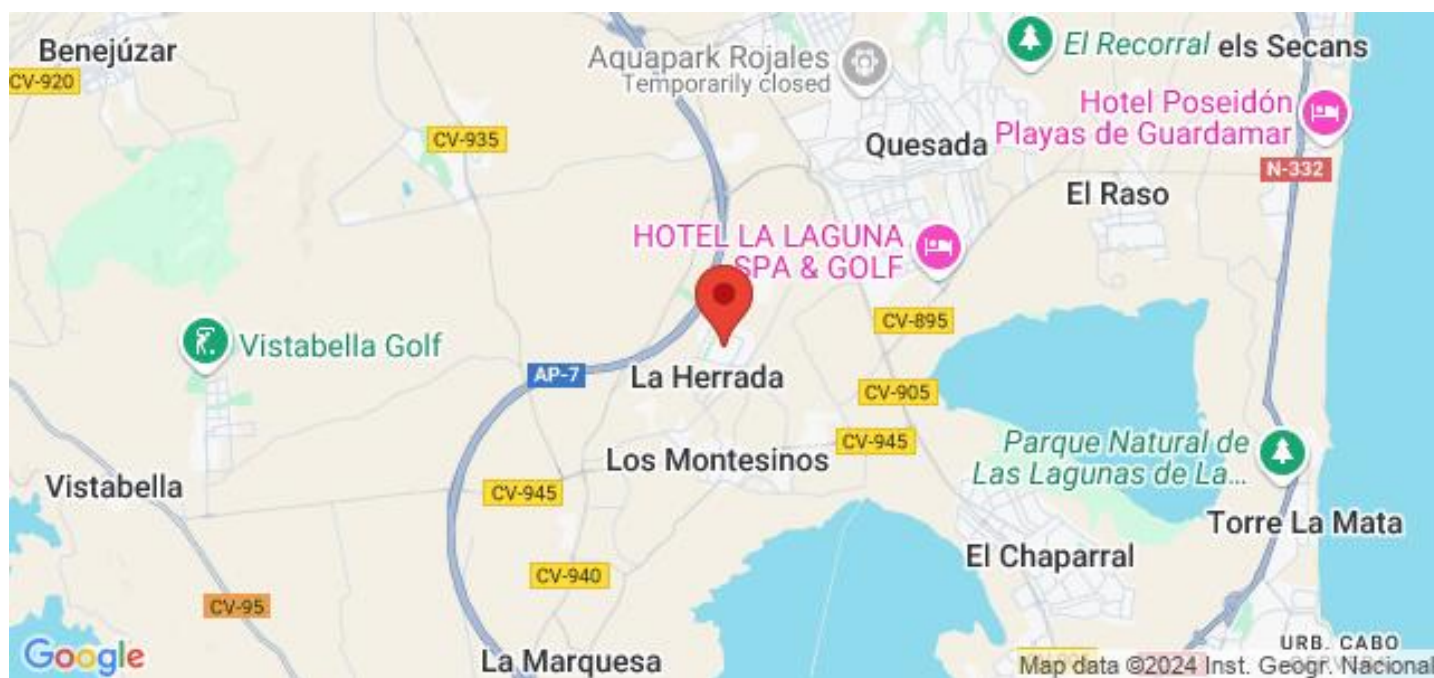 Benejúzar
CV-920
CV-935
Aquapark Rojales
Temporarily closed
El Recorral
els Secans
Hotel Poseidón
Playas de Guardamar
Quesada
N-332
El Raso
HOTEL LA LAGUNA
SPA & GOLF
CV-895
Vistabella Golf
AP-7
La Herrada
CV-905
CV-945
Los Montesinos
Parque Natural de
Las Lagunas de La...
Vistabella
CV-945
Torre La Mata
El Chaparral
CV-940
CV-95
URB. CABO
Google
La Marquesa
Map data ©2024 Inst. Geogr. Nacional